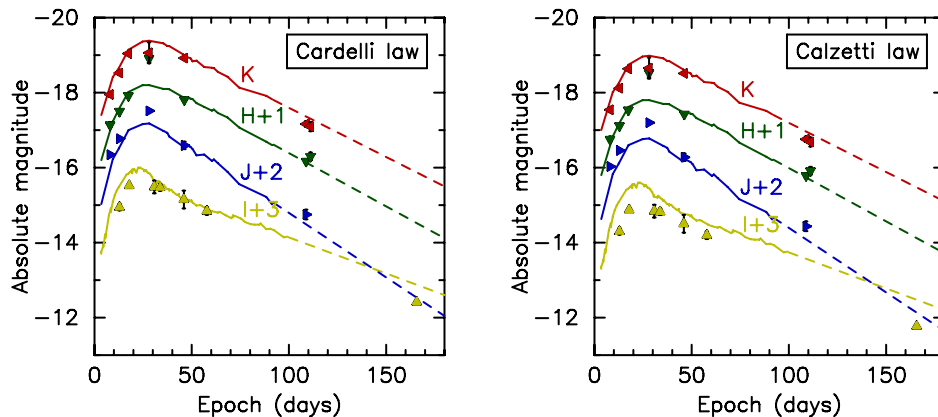 Cardelli law
K
H+1
J+2
I+3
−20
−18
−16
−14
−12
0 50 100 150
Absolute magnitude
Epoch (days)
Calzetti law
K
H+1
J+2
I+3
−20
−18
−16
−14
−12
0 50 100 150
Absolute magnitude
Epoch (days)